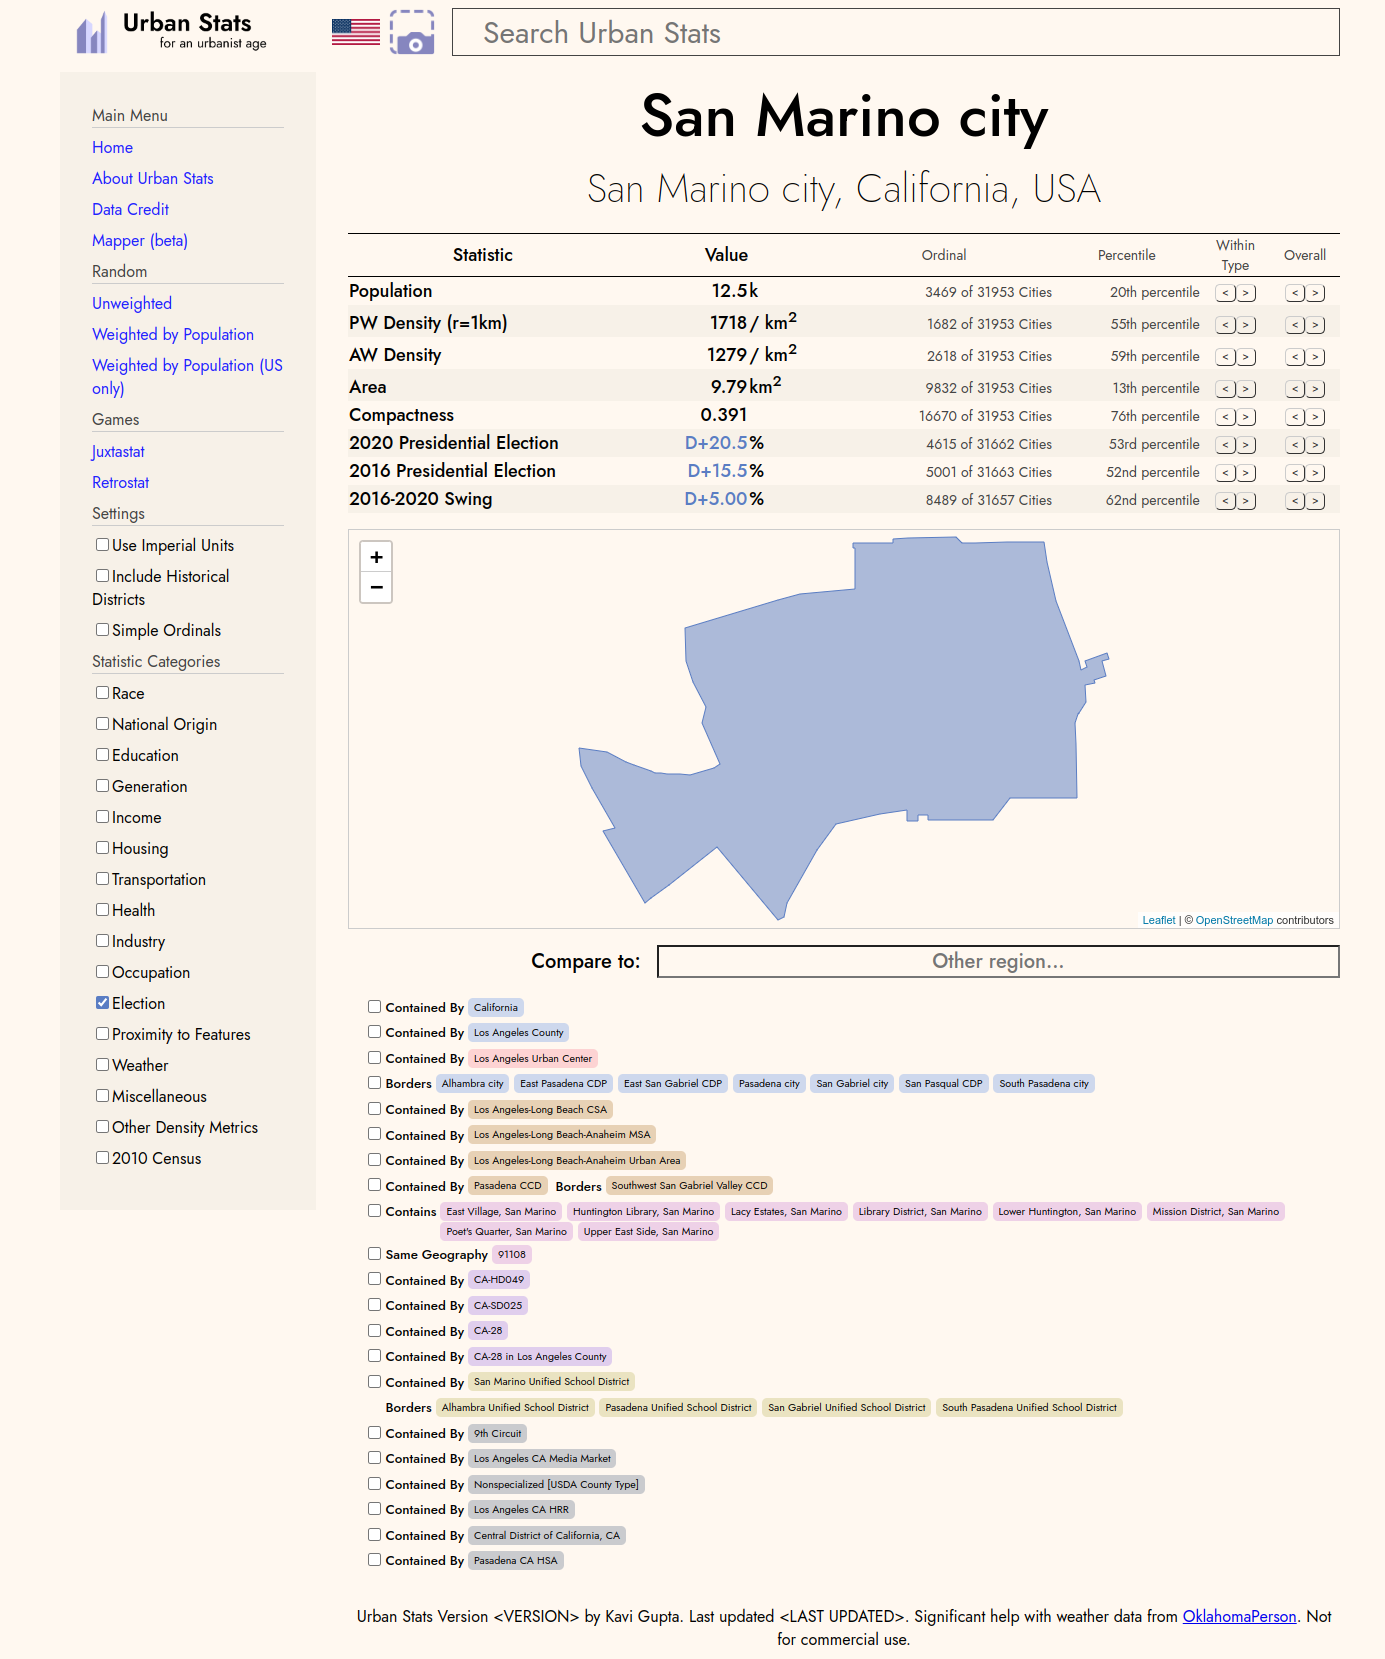 Urban Stats
for an urbanist age
Search Urban Stats
Main Menu
Home
About Urban Stats
Data Credit
Mapper (beta)
Random
Unweighted
Weighted by Population
Weighted by Population (US
only)
Games
Juxtastat
Retrostat
Settings
Use Imperial Units
Include Historical
Districts
Simple Ordinals
Statistic Categories
Race
National Origin
Education
Generation
Income
Housing
Transportation
Health
Industry
Occupation
Election
Proximity to Features
Weather
Miscellaneous
Other Density Metrics
2010 Census
San Marino city
San Marino city, California, USA
Statistic Value Ordinal Percentile Within Type Overall
Population 12.5k 3469 of 31953 Cities 20th percentile < > < >
PW Density (r=1km) 1718 / km² 1682 of 31953 Cities 55th percentile < > < >
AW Density 1279 / km² 2618 of 31953 Cities 59th percentile < > < >
Area 9.79 km² 9832 of 31953 Cities 13th percentile < > < >
Compactness 0.391 16670 of 31953 Cities 76th percentile < > < >
2020 Presidential Election D+20.5% 4615 of 31662 Cities 53rd percentile < > < >
2016 Presidential Election D+15.5% 5001 of 31663 Cities 52nd percentile < > < >
2016-2020 Swing D+5.00% 8489 of 31657 Cities 62nd percentile < > < >
+
−
Leaflet | © OpenStreetMap contributors
Compare to: Other region...
Contained By California
Contained By Los Angeles County
Contained By Los Angeles Urban Center
Borders Alhambra city East Pasadena CDP East San Gabriel CDP Pasadena city San Gabriel city San Pasqual CDP South Pasadena city
Contained By Los Angeles-Long Beach CSA
Contained By Los Angeles-Long Beach-Anaheim MSA
Contained By Los Angeles-Long Beach-Anaheim Urban Area
Contained By Pasadena CCD Borders Southwest San Gabriel Valley CCD
Contains East Village, San Marino Huntington Library, San Marino Lacy Estates, San Marino Library District, San Marino Lower Huntington, San Marino Mission District, San Marino
Poet's Quarter, San Marino Upper East Side, San Marino
Same Geography 91108
Contained By CA-HD049
Contained By CA-SD025
Contained By CA-28
Contained By CA-28 in Los Angeles County
Contained By San Marino Unified School District
Borders Alhambra Unified School District Pasadena Unified School District San Gabriel Unified School District South Pasadena Unified School District
Contained By 9th Circuit
Contained By Los Angeles CA Media Market
Contained By Nonspecialized [USDA County Type]
Contained By Los Angeles CA HRR
Contained By Central District of California, CA
Contained By Pasadena CA HSA
Urban Stats Version <VERSION> by Kavi Gupta. Last updated <LAST UPDATED>. Significant help with weather data from OklahomaPerson. Not
for commercial use.